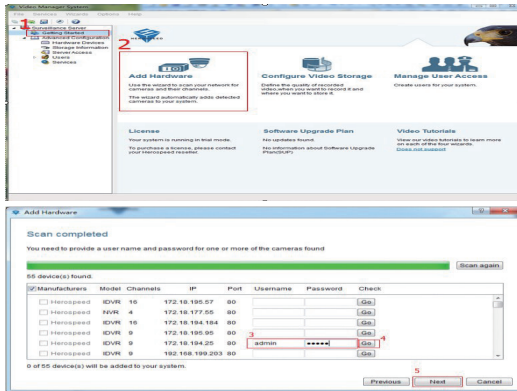 Video Manager System
File Services Wizards Options Help
1
Surveillance Server
Getting Started
Advanced Configuration
Hardware Devices
Storage Information
Server Access
Users
Services
2
HEROSPEED
Add Hardware
Use the wizard to scan your network for cameras and their channels.
The wizard automatically adds detected cameras to your system.
Configure Video Storage
Define the quality of recorded video,when you want to record it and where you want to store it.
Manage User Access
Create users for your system.
License
Your system is running in trial mode.
To purchase a license, please contact your Herospeed reseller.
Software Upgrade Plan
No updates found.
No information about Software Upgrade Plan(SUP).
Video Tutorials
View our video tutorials to learn more on each of the four wizards.
Does not support
Add Hardware
Scan completed
You need to provide a user name and password for one or more of the cameras found
Scan again
55 device(s) found:
Manufacturers Model Channels IP Port Username Password Check
Herospeed IDVR 16 172.18.195.57 80 Go
Herospeed NVR 4 172.18.177.55 80 Go
Herospeed IDVR 16 172.18.194.184 80 Go
Herospeed IDVR 9 172.18.195.95 80 Go
Herospeed IDVR 9 172.18.194.25 80 3 admin ••••• Go 4
Herospeed IDVR 9 192.168.199.203 80 Go
0 of 55 device(s) will be added to your system.
5
Previous Next Cancel